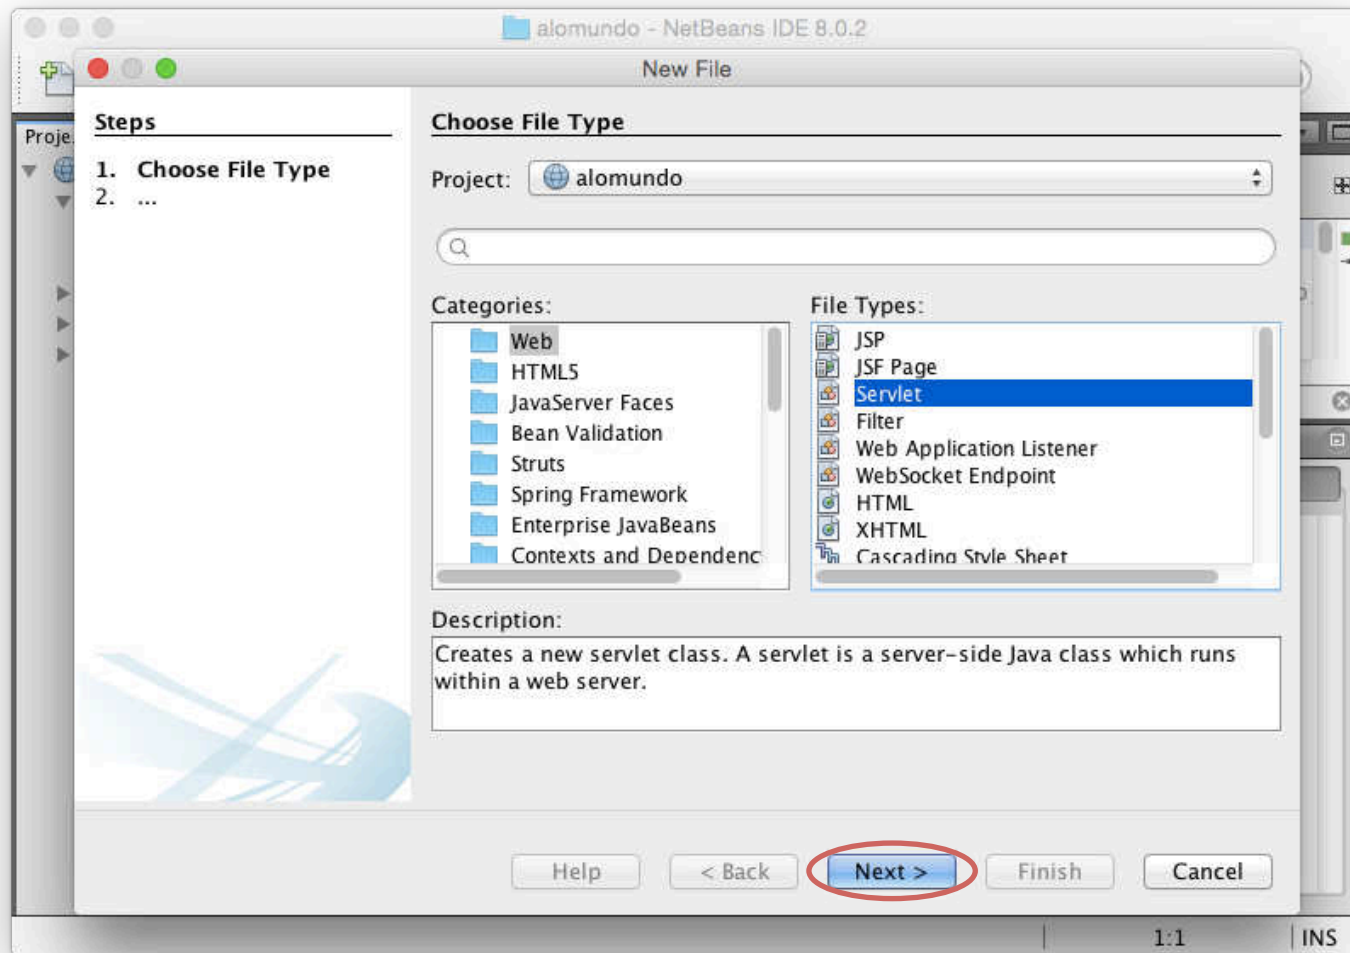 alomundo - NetBeans IDE 8.0.2
New File
Proje
Steps
1. Choose File Type
2. ...
Choose File Type
Project: alomundo
Categories:
Web
HTML5
JavaServer Faces
Bean Validation
Struts
Spring Framework
Enterprise JavaBeans
Contexts and Dependenc
File Types:
JSP
JSF Page
Servlet
Filter
Web Application Listener
WebSocket Endpoint
HTML
XHTML
Cascading Style Sheet
Description:
Creates a new servlet class. A servlet is a server-side Java class which runs
within a web server.
Help < Back Next > Finish Cancel
1:1 INS